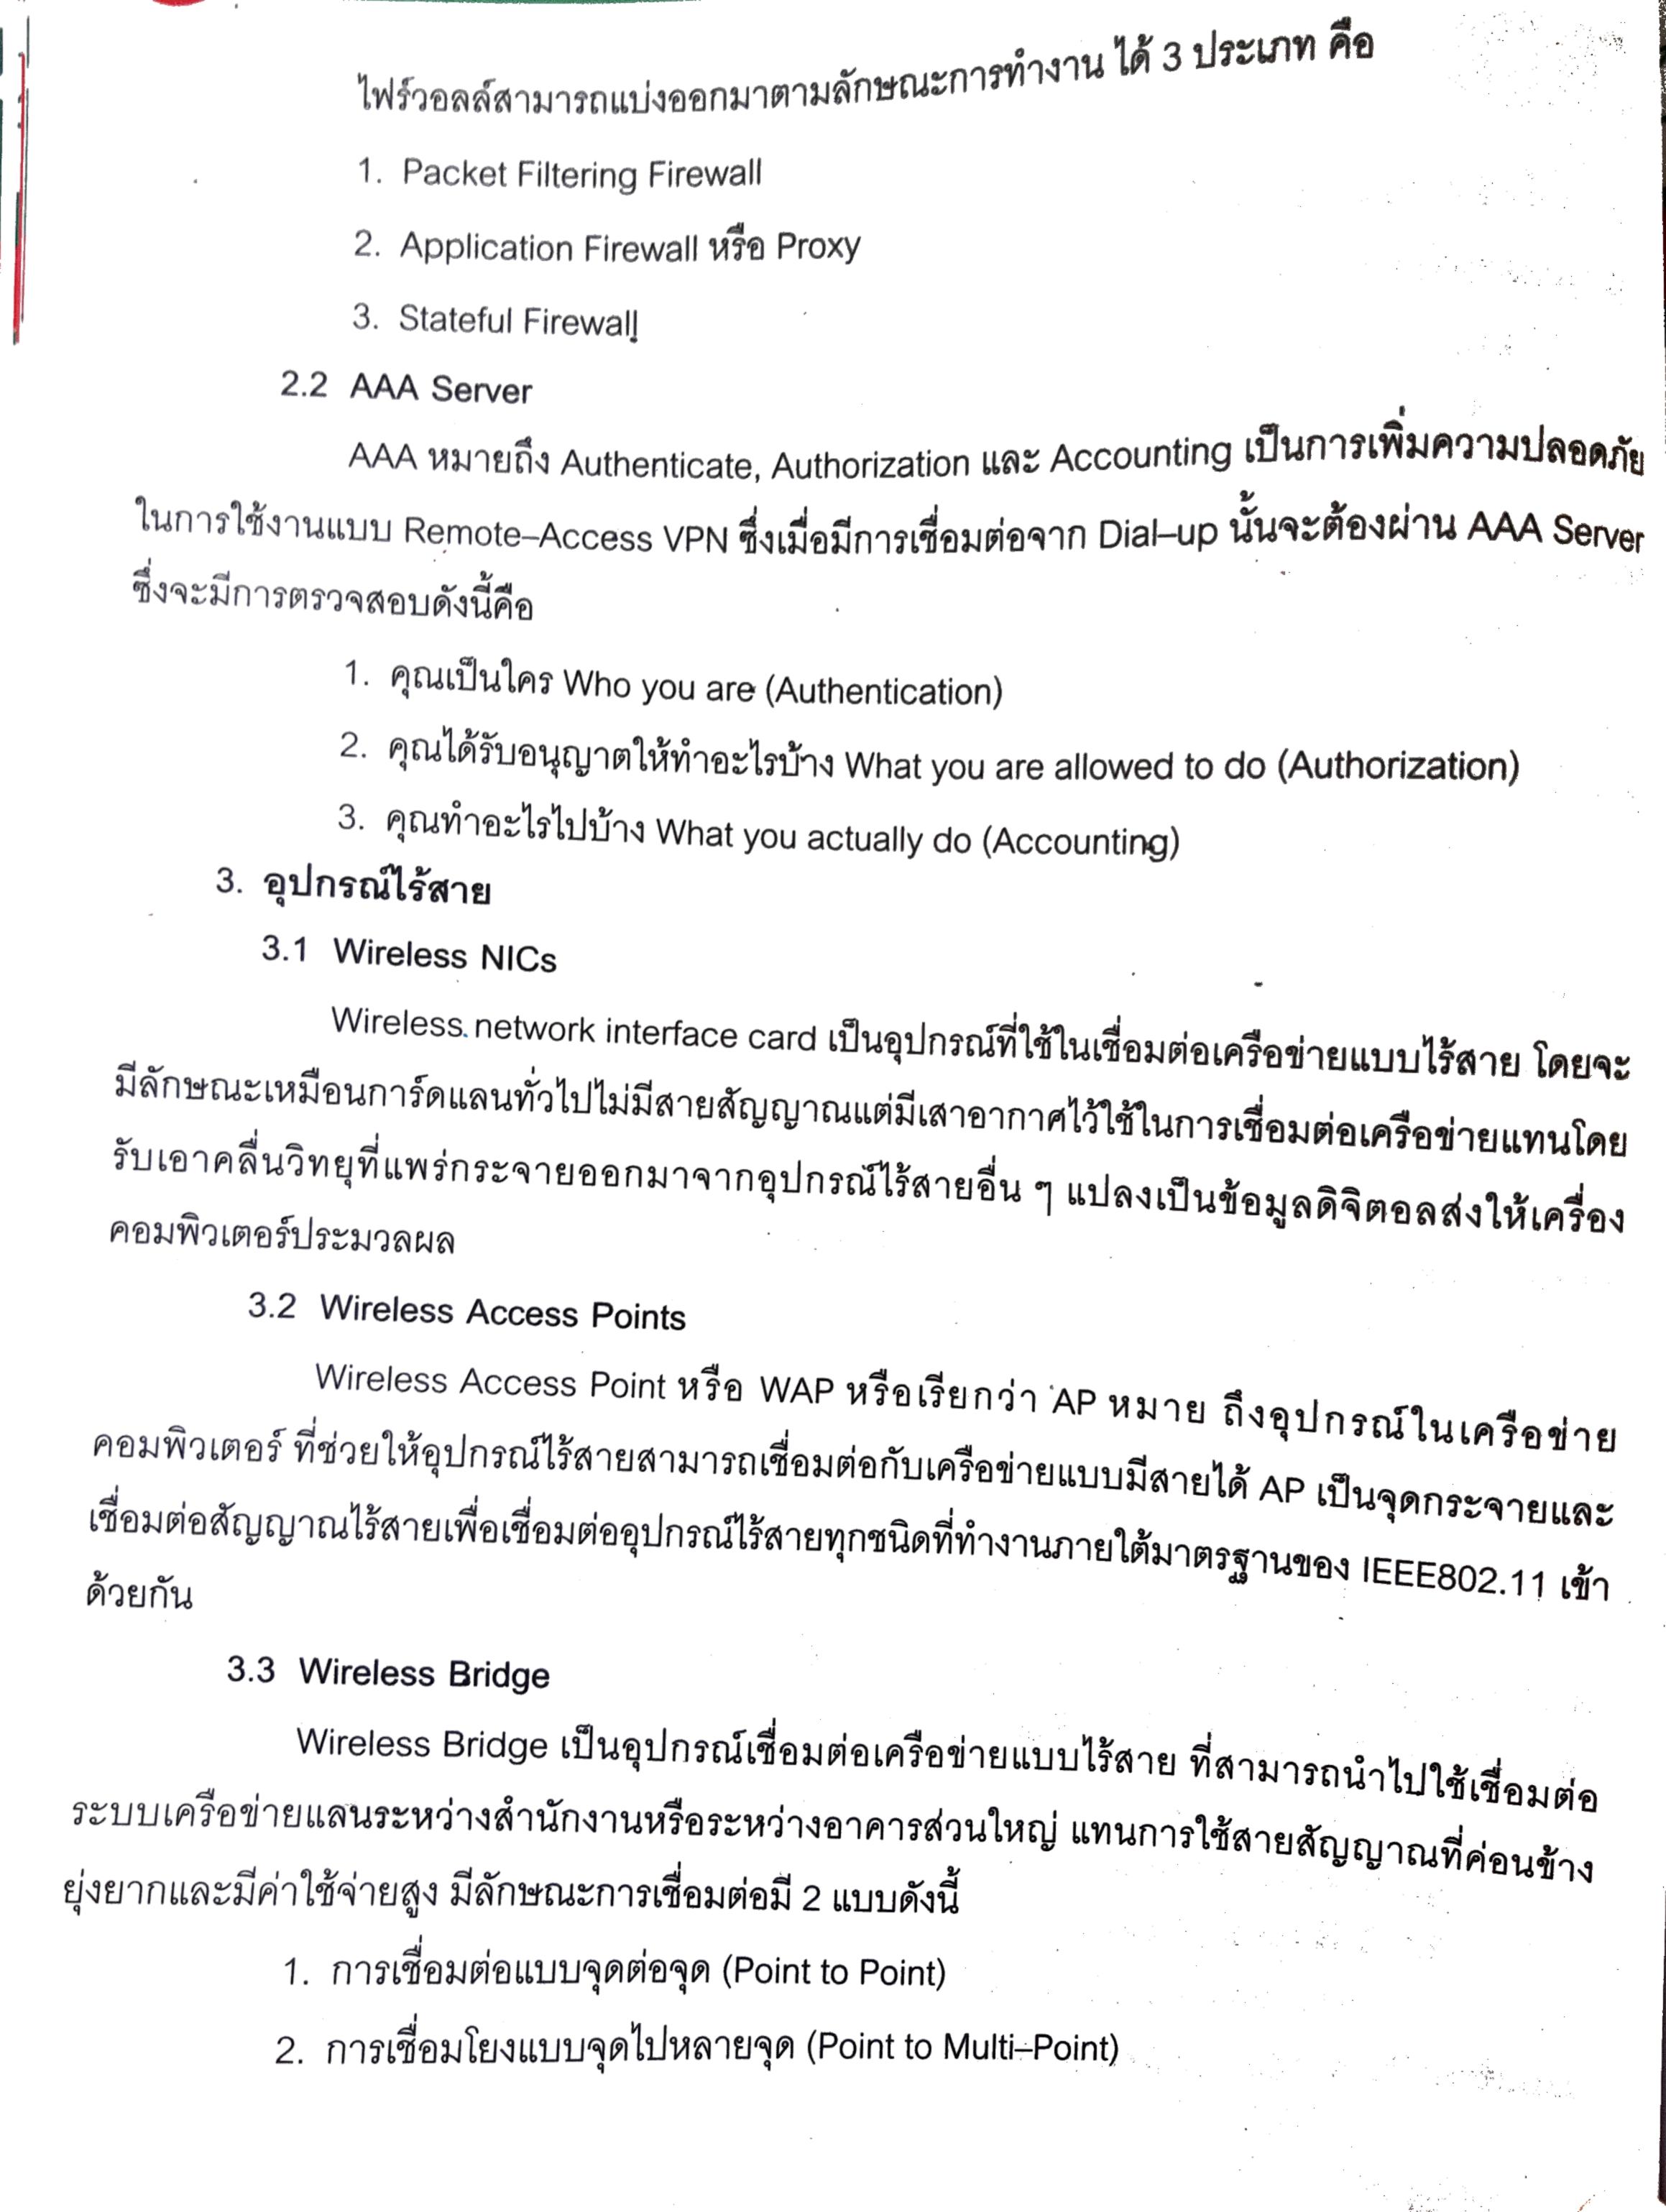 ไฟร์วอลล์สามารถแบ่งออกมาตามลักษณะการทำงาน ได้ 3 ประเภท คือ
1. Packet Filtering Firewall
2. Application Firewall หรือ Proxy
3. Stateful Firewall
2.2 AAA Server
AAA หมายถึง Authenticate, Authorization และ Accounting เป็นการเพิ่มความปลอดภัย
ในการใช้งานแบบ Remote–Access VPN ซึ่งเมื่อมีการเชื่อมต่อจาก Dial–up นั้นจะต้องผ่าน AAA Server
ซึ่งจะมีการตรวจสอบดังนี้คือ
1. คุณเป็นใคร Who you are (Authentication)
2. คุณได้รับอนุญาตให้ทำอะไรบ้าง What you are allowed to do (Authorization)
3. คุณทำอะไรไปบ้าง What you actually do (Accounting)
3. อุปกรณ์ไร้สาย
3.1 Wireless NICs
Wireless network interface card เป็นอุปกรณ์ที่ใช้ในเชื่อมต่อเครือข่ายแบบไร้สาย โดยจะ
มีลักษณะเหมือนการ์ดแลนทั่วไปไม่มีสายสัญญาณแต่มีเสาอากาศไว้ใช้ในการเชื่อมต่อเครือข่ายแทนโดย
รับเอาคลื่นวิทยุที่แพร่กระจายออกมาจากอุปกรณ์ไร้สายอื่น ๆ แปลงเป็นข้อมูลดิจิตอลส่งให้เครื่อง
คอมพิวเตอร์ประมวลผล
3.2 Wireless Access Points
Wireless Access Point หรือ WAP หรือเรียกว่า AP หมาย ถึงอุปกรณ์ในเครือข่าย
คอมพิวเตอร์ ที่ช่วยให้อุปกรณ์ไร้สายสามารถเชื่อมต่อกับเครือข่ายแบบมีสายได้ AP เป็นจุดกระจายและ
เชื่อมต่อสัญญาณไร้สายเพื่อเชื่อมต่ออุปกรณ์ไร้สายทุกชนิดที่ทำงานภายใต้มาตรฐานของ IEEE802.11 เข้า
ด้วยกัน
3.3 Wireless Bridge
Wireless Bridge เป็นอุปกรณ์เชื่อมต่อเครือข่ายแบบไร้สาย ที่สามารถนำไปใช้เชื่อมต่อ
ระบบเครือข่ายแลนระหว่างสำนักงานหรือระหว่างอาคารส่วนใหญ่ แทนการใช้สายสัญญาณที่ค่อนข้าง
ยุ่งยากและมีค่าใช้จ่ายสูง มีลักษณะการเชื่อมต่อมี 2 แบบดังนี้
1. การเชื่อมต่อแบบจุดต่อจุด (Point to Point)
2. การเชื่อมโยงแบบจุดไปหลายจุด (Point to Multi–Point)